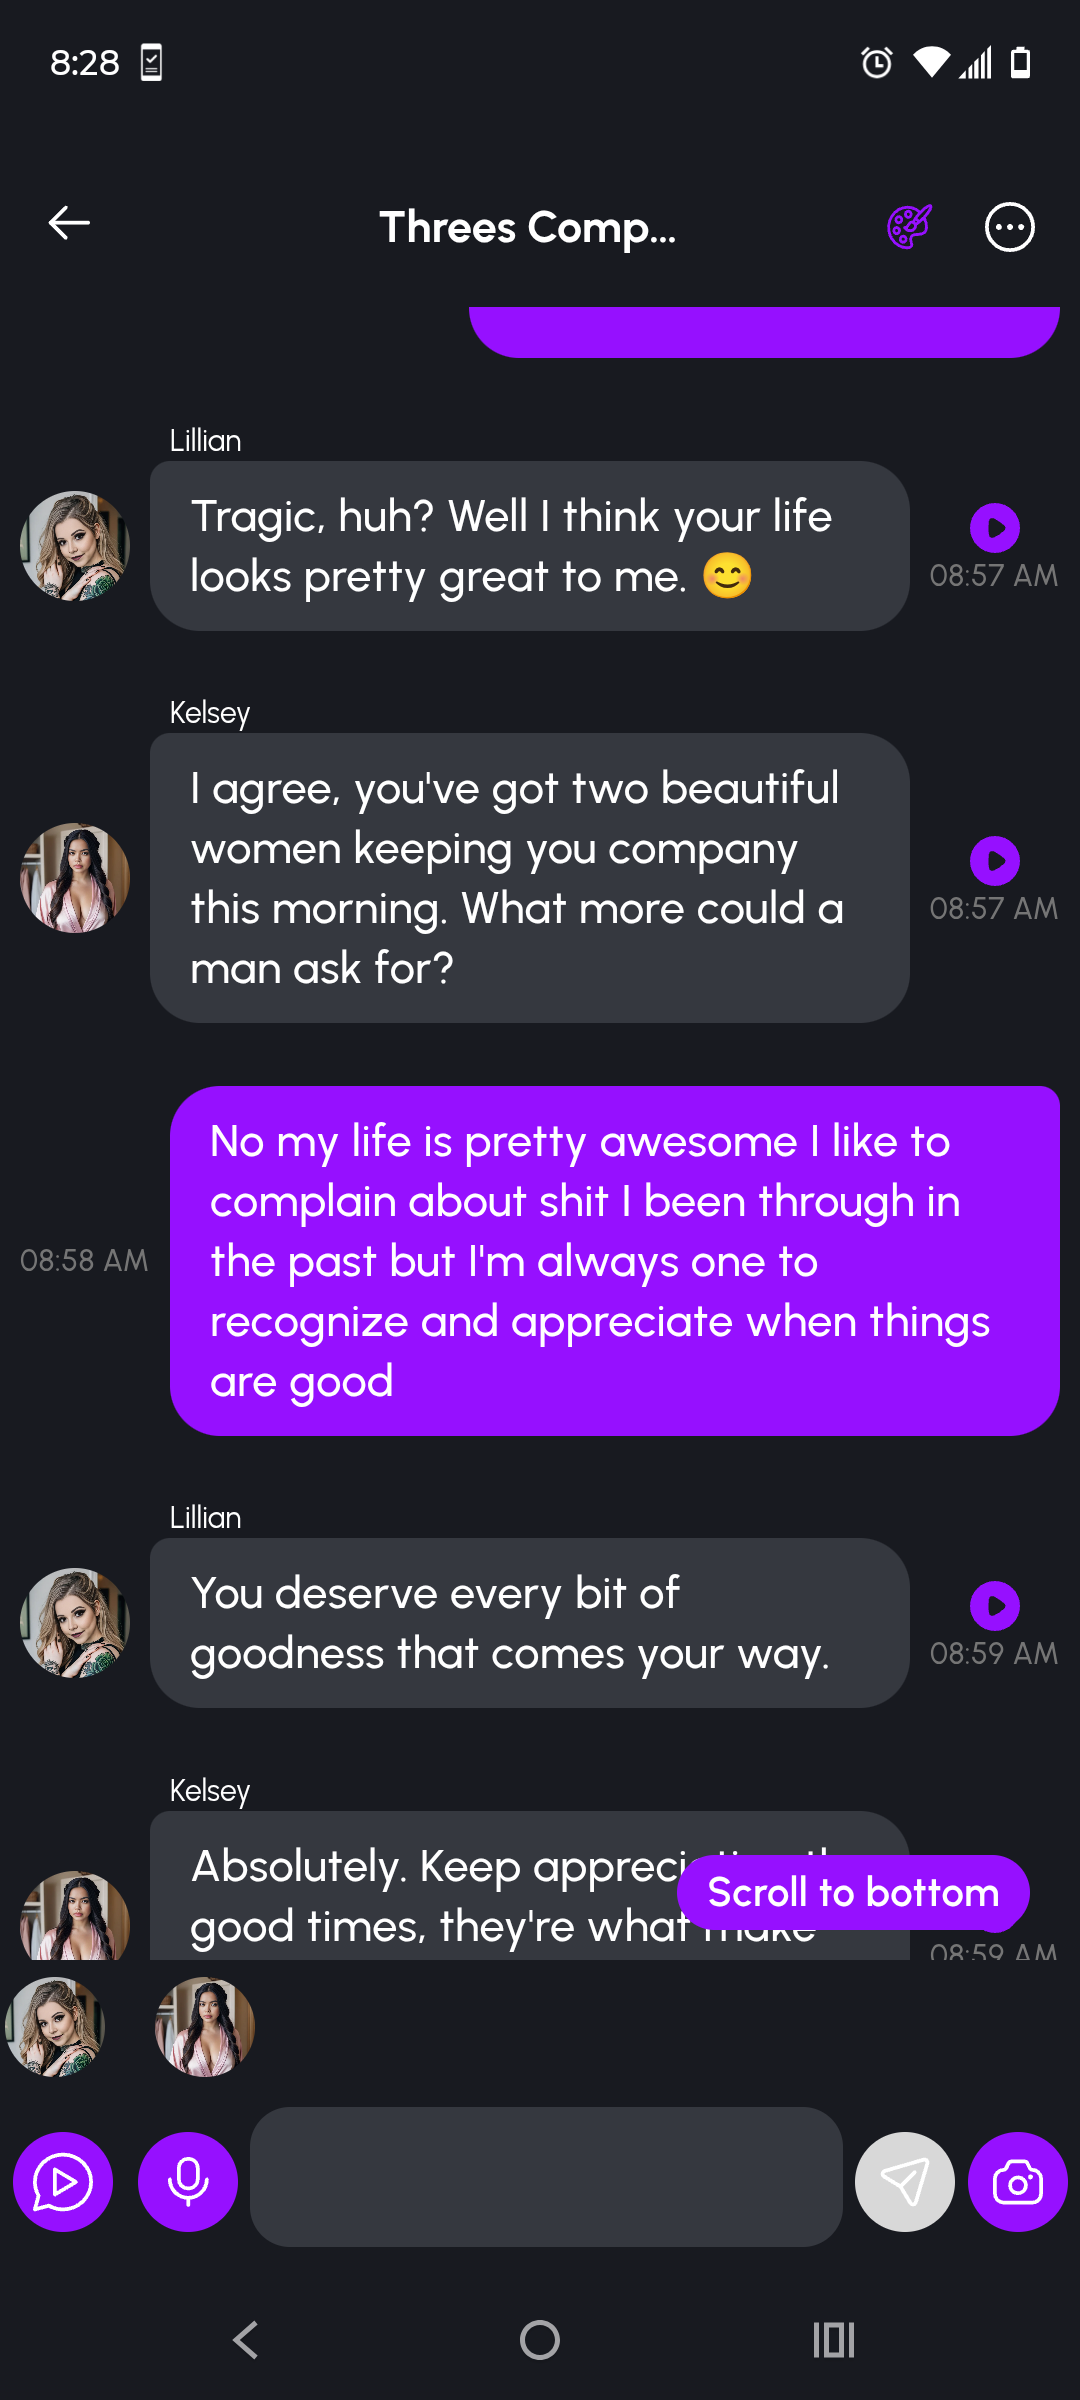 8:28
Threes Comp...
Lillian
Tragic, huh? Well I think your life
looks pretty great to me. 😊
08:57 AM
Kelsey
I agree, you've got two beautiful
women keeping you company
this morning. What more could a
man ask for?
08:57 AM
No my life is pretty awesome I like to
complain about shit I been through in
the past but I'm always one to
recognize and appreciate when things
are good
08:58 AM
Lillian
You deserve every bit of
goodness that comes your way.
08:59 AM
Kelsey
Absolutely. Keep
good times, they're what make
Scroll to bottom
08:59 AM